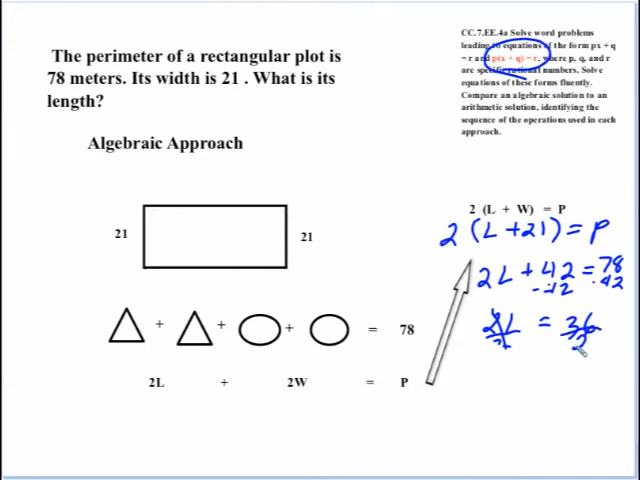 The perimeter of a rectangular plot is
78 meters. Its width is 21 . What is its
length?
Algebraic Approach
CC.7.EE.4a Solve word problems
leading to equations of the form px + q
= r and p(x + q) = r, where p, q, and r
are specific rational numbers. Solve
equations of these forms fluently.
Compare an algebraic solution to an
arithmetic solution, identifying the
sequence of the operations used in each
approach.
2 (L + W) = P
2 (L + 21) = P
2L + 42 = 78
-42 -42
2L = 36
2 2
21 21
+ + + = 78
2L + 2W = P